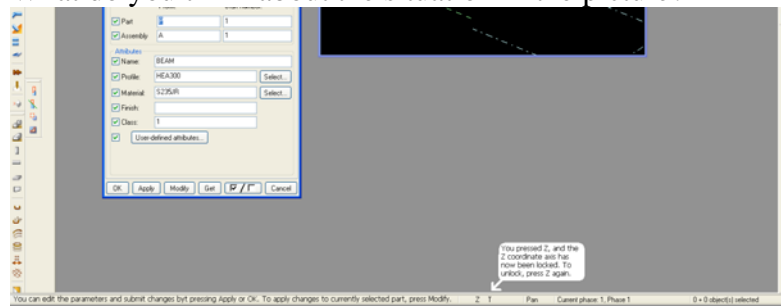 Part
1
Assembly
A
1
Attributes
Name:
BEAM
Profile:
HEA300
Select...
Material:
S235JR
Select...
Finish:
Class:
1
User-defined attributes...
OK
Apply
Modify
Get
Cancel
You pressed Z, and the
Z coordinate axis has
now been locked. To
unlock, press Z again.
You can edit the parameters and submit changes byt pressing Apply or OK. To apply changes to currently selected part, press Modify.
Z T
Pan
Current phase: 1, Phase 1
0 + 0 object(s) selected